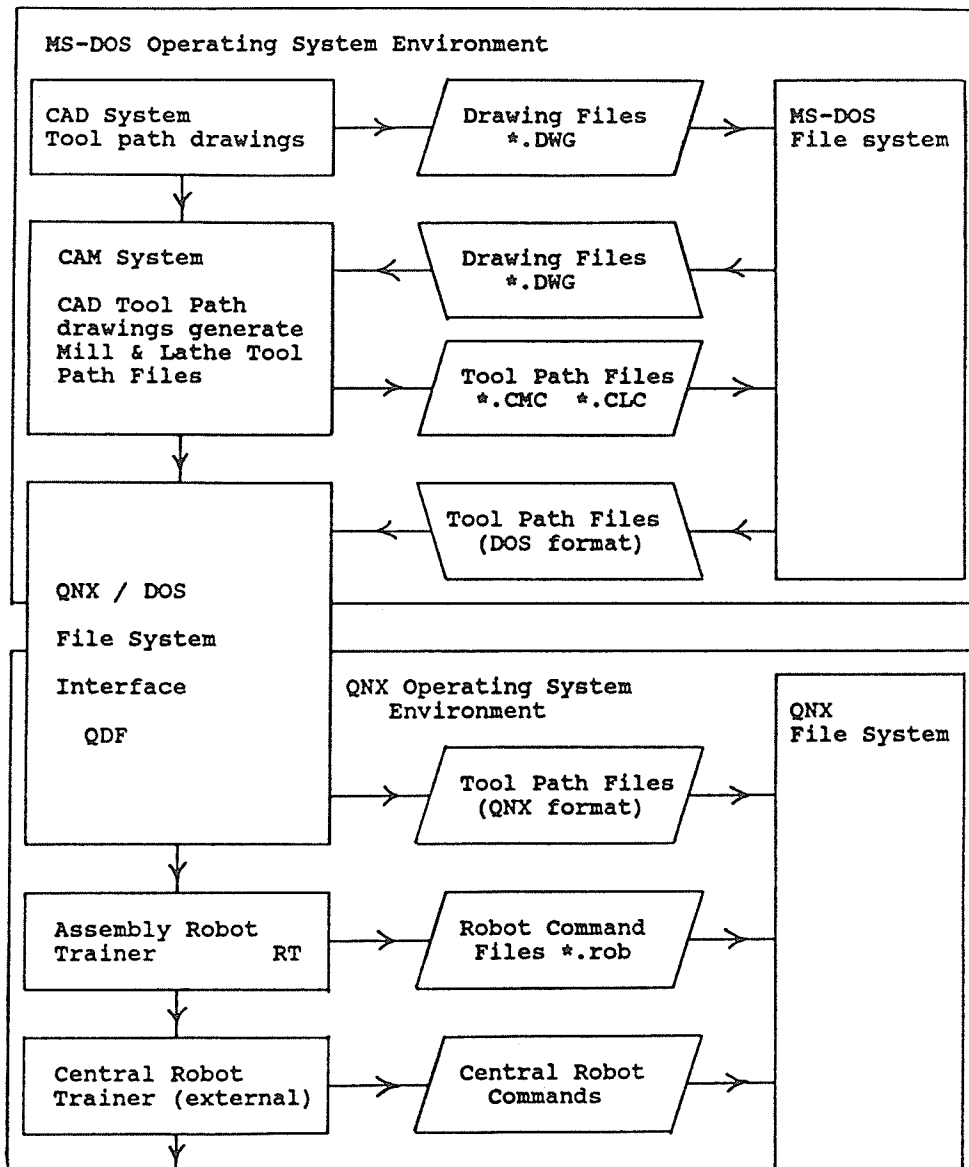 MS-DOS Operating System Environment
CAD System
Tool path drawings
Drawing Files
*.DWG
MS-DOS
File system
CAM System
CAD Tool Path
drawings generate
Mill & Lathe Tool
Path Files
Drawing Files
*.DWG
Tool Path Files
*.CMC *.CLC
Tool Path Files
(DOS format)
QNX / DOS
File System
Interface
QDF
QNX Operating System
Environment
QNX
File System
Tool Path Files
(QNX format)
Assembly Robot
Trainer RT
Robot Command
Files *.rob
Central Robot
Trainer (external)
Central Robot
Commands